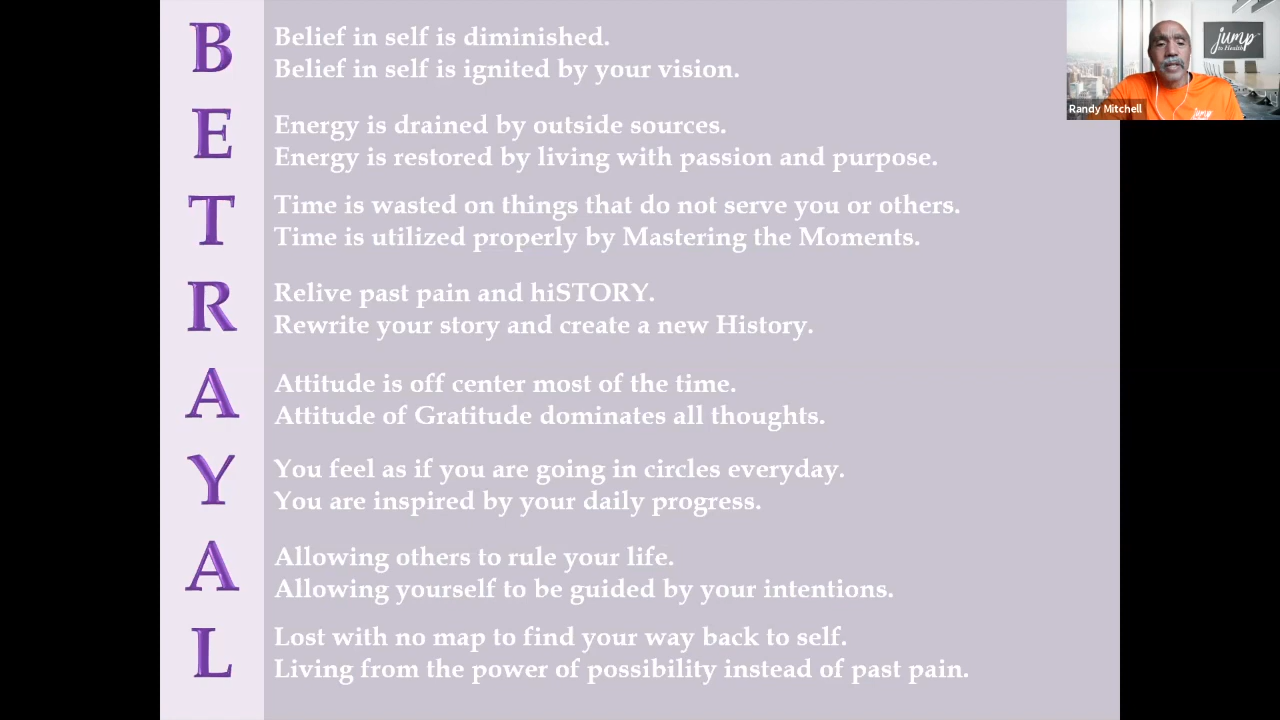 B
Belief in self is diminished.
Belief in self is ignited by your vision.
E
Energy is drained by outside sources.
Energy is restored by living with passion and purpose.
T
Time is wasted on things that do not serve you or others.
Time is utilized properly by Mastering the Moments.
R
Relive past pain and hiSTORY.
Rewrite your story and create a new History.
A
Attitude is off center most of the time.
Attitude of Gratitude dominates all thoughts.
Y
You feel as if you are going in circles everyday.
You are inspired by your daily progress.
A
Allowing others to rule your life.
Allowing yourself to be guided by your intentions.
L
Lost with no map to find your way back to self.
Living from the power of possibility instead of past pain.
jump
to Health
Randy Mitchell
jump